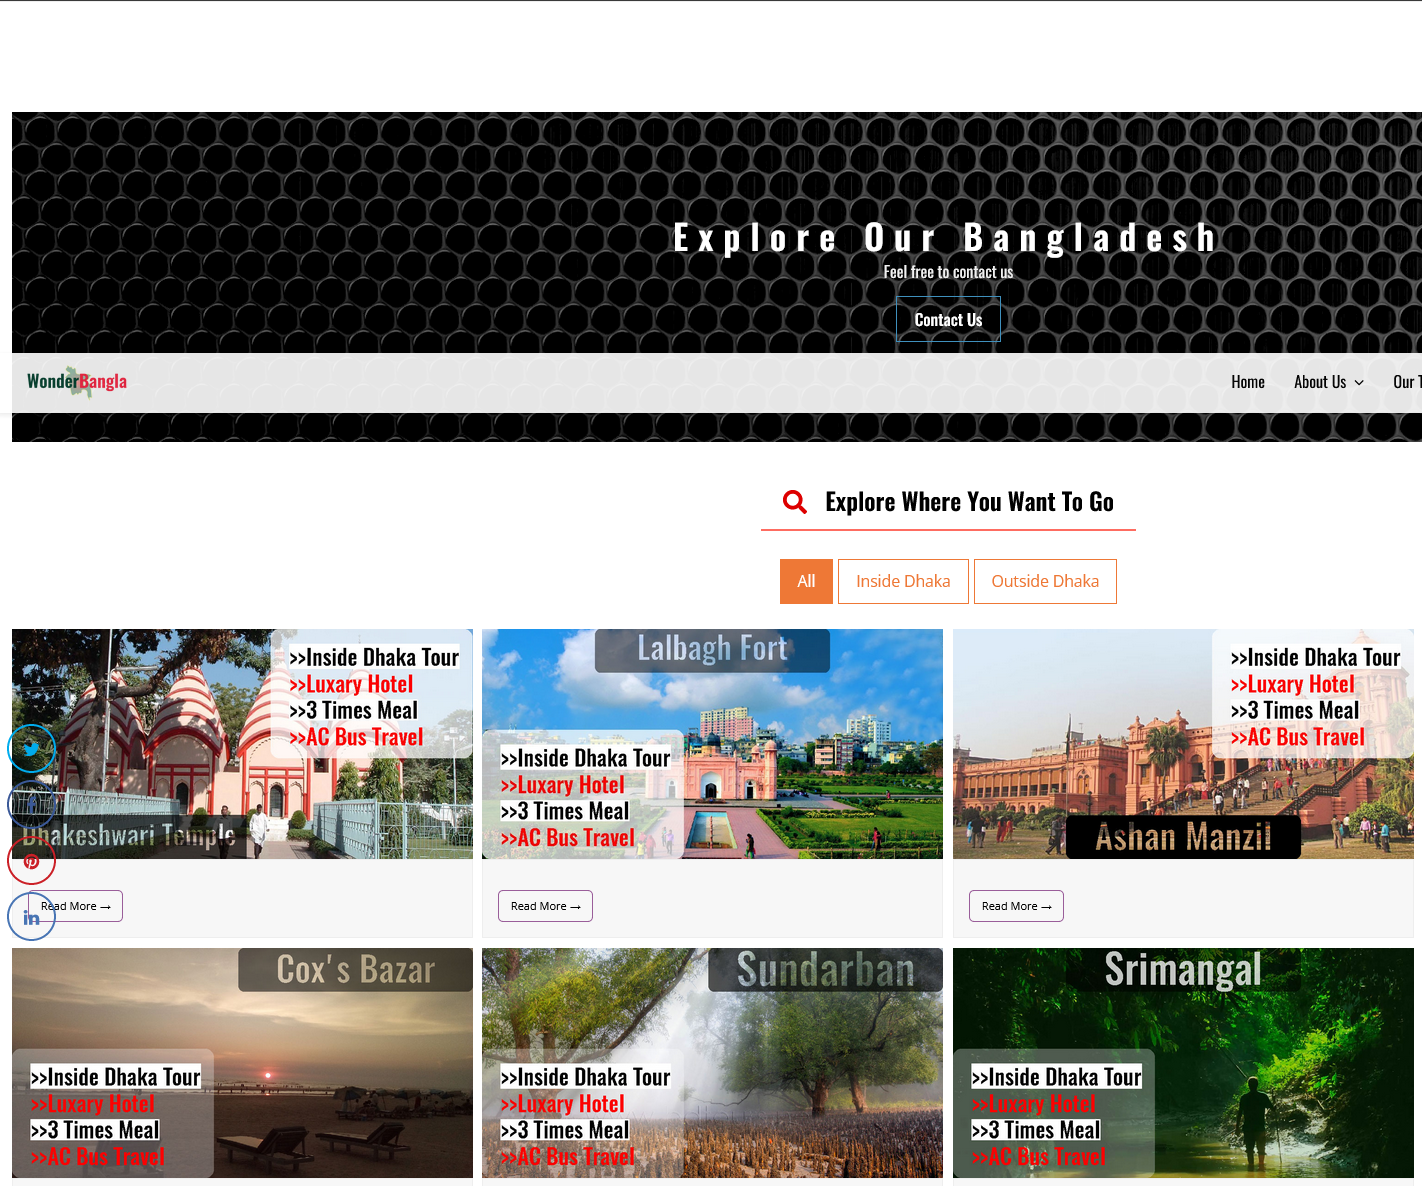 Explore Our Bangladesh
Feel free to contact us
Contact Us
WonderBangla
Home
About Us
Our T
Explore Where You Want To Go
All
Inside Dhaka
Outside Dhaka
>>Inside Dhaka Tour
>>Luxary Hotel
>>3 Times Meal
>>AC Bus Travel
Dhakeshwari Temple
Read More →
Lalbagh Fort
>>Inside Dhaka Tour
>>Luxary Hotel
>>3 Times Meal
>>AC Bus Travel
Read More →
>>Inside Dhaka Tour
>>Luxary Hotel
>>3 Times Meal
>>AC Bus Travel
Ashan Manzil
Read More →
Cox's Bazar
>>Inside Dhaka Tour
>>Luxary Hotel
>>3 Times Meal
>>AC Bus Travel
Sundarban
>>Inside Dhaka Tour
>>Luxary Hotel
>>3 Times Meal
>>AC Bus Travel
Srimangal
>>Inside Dhaka Tour
>>Luxary Hotel
>>3 Times Meal
>>AC Bus Travel